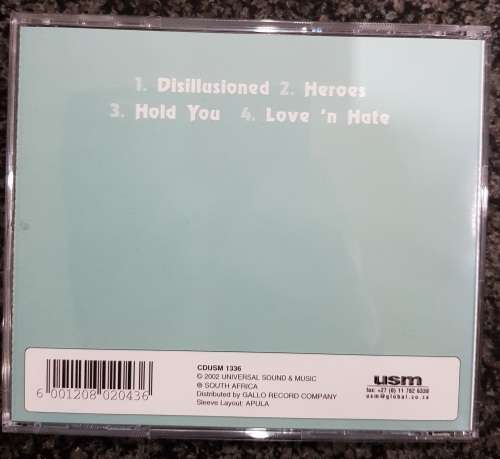 1. Disillusioned 2. Heroes
3. Hold You 4. Love 'n Hate
CDUSM 1336
© 2002 UNIVERSAL SOUND & MUSIC
℗ SOUTH AFRICA
Distributed by GALLO RECORD COMPANY
Sleeve Layout: APULA
6 001208 020436
usm
fax: +27 (0) 11 782 6338
usm@global.co.za